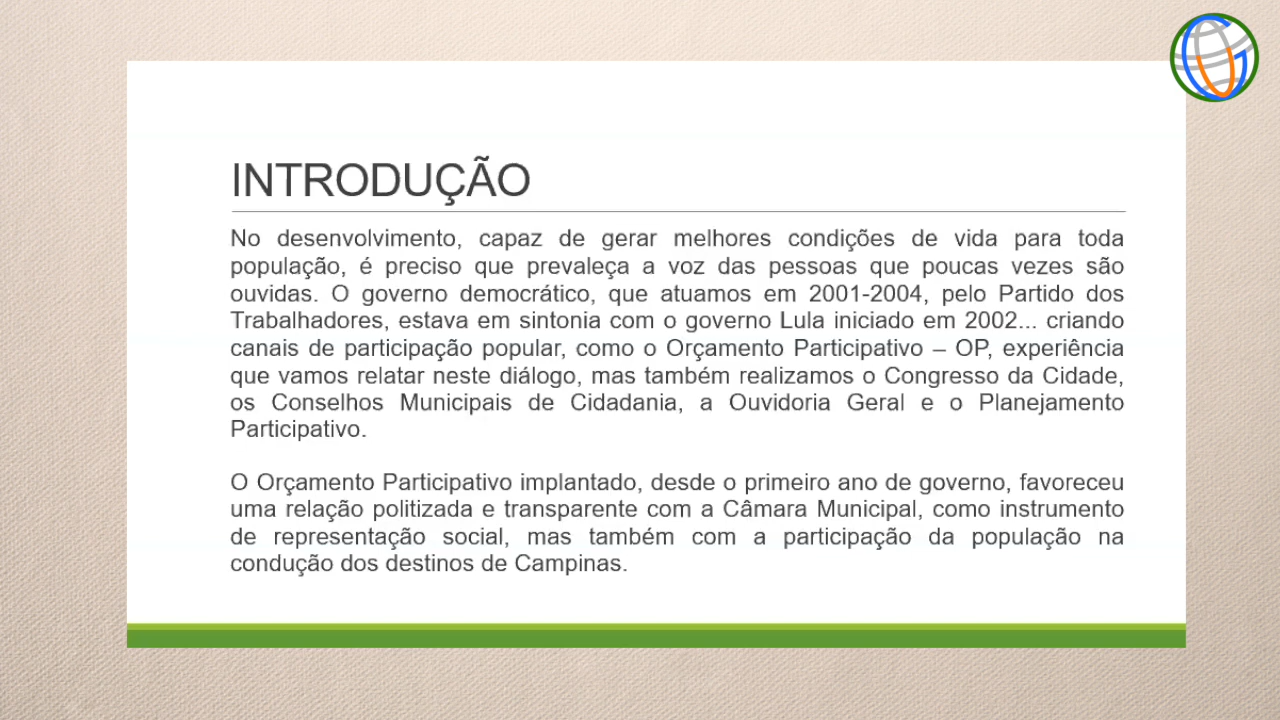 INTRODUÇÃO
No desenvolvimento, capaz de gerar melhores condições de vida para toda
população, é preciso que prevaleça a voz das pessoas que poucas vezes são
ouvidas. O governo democrático, que atuamos em 2001-2004, pelo Partido dos
Trabalhadores, estava em sintonia com o governo Lula iniciado em 2002... criando
canais de participação popular, como o Orçamento Participativo – OP, experiência
que vamos relatar neste diálogo, mas também realizamos o Congresso da Cidade,
os Conselhos Municipais de Cidadania, a Ouvidoria Geral e o Planejamento
Participativo.
O Orçamento Participativo implantado, desde o primeiro ano de governo, favoreceu
uma relação politizada e transparente com a Câmara Municipal, como instrumento
de representação social, mas também com a participação da população na
condução dos destinos de Campinas.